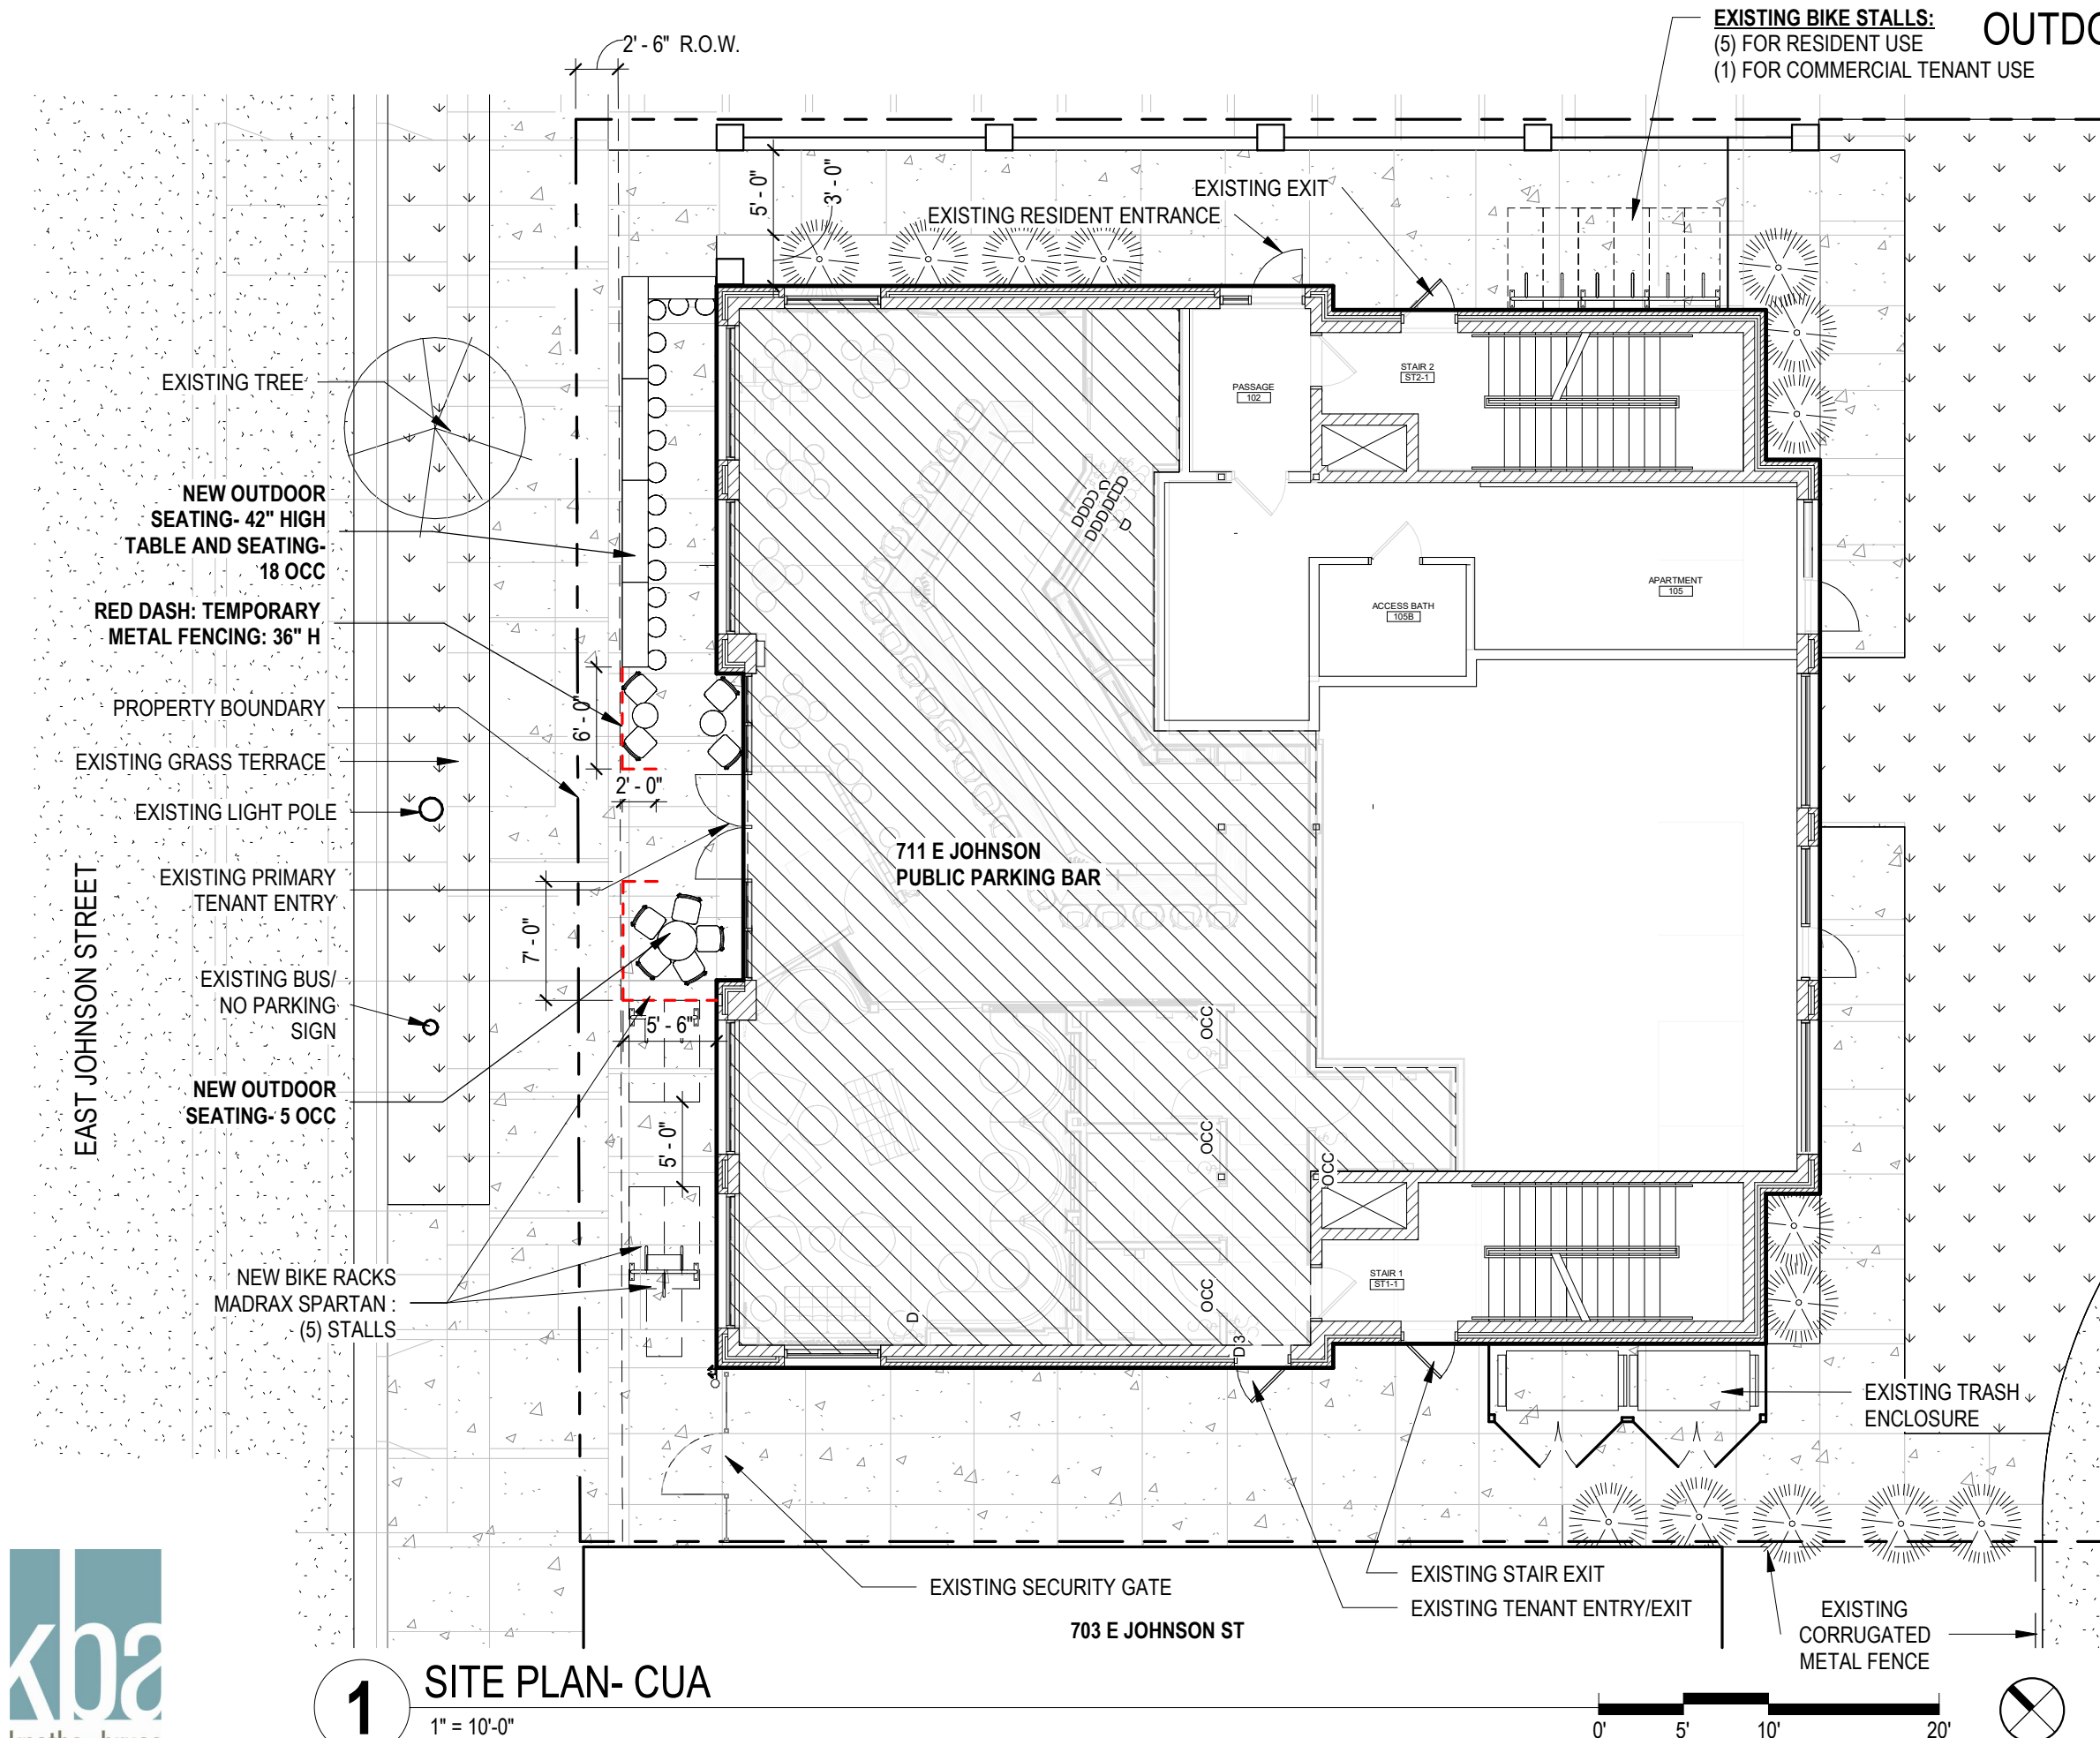 EXISTING BIKE STALLS:
(5) FOR RESIDENT USE
(1) FOR COMMERCIAL TENANT USE
OUTDO
2' - 6" R.O.W.
5' - 0"
3' - 0"
EXISTING EXIT
EXISTING RESIDENT ENTRANCE
EXISTING TREE
NEW OUTDOOR
SEATING- 42" HIGH
TABLE AND SEATING-
18 OCC
RED DASH: TEMPORARY
METAL FENCING: 36" H
PROPERTY BOUNDARY
EXISTING GRASS TERRACE
EXISTING LIGHT POLE
EXISTING PRIMARY
TENANT ENTRY
EXISTING BUS/
NO PARKING
SIGN
NEW OUTDOOR
SEATING- 5 OCC
NEW BIKE RACKS
MADRAX SPARTAN :
(5) STALLS
EAST JOHNSON STREET
6' - 0"
2' - 0"
7' - 0"
5' - 6"
5' - 0"
PASSAGE
102
STAIR 2
ST2-1
APARTMENT
105
ACCESS BATH
105B
711 E JOHNSON
PUBLIC PARKING BAR
OCC
OCC
OCC
OCC
D
D3
STAIR 1
ST1-1
EXISTING TRASH
ENCLOSURE
EXISTING SECURITY GATE
EXISTING STAIR EXIT
EXISTING TENANT ENTRY/EXIT
703 E JOHNSON ST
EXISTING
CORRUGATED
METAL FENCE
kba
1
SITE PLAN- CUA
1" = 10'-0"
0' 5' 10' 20'